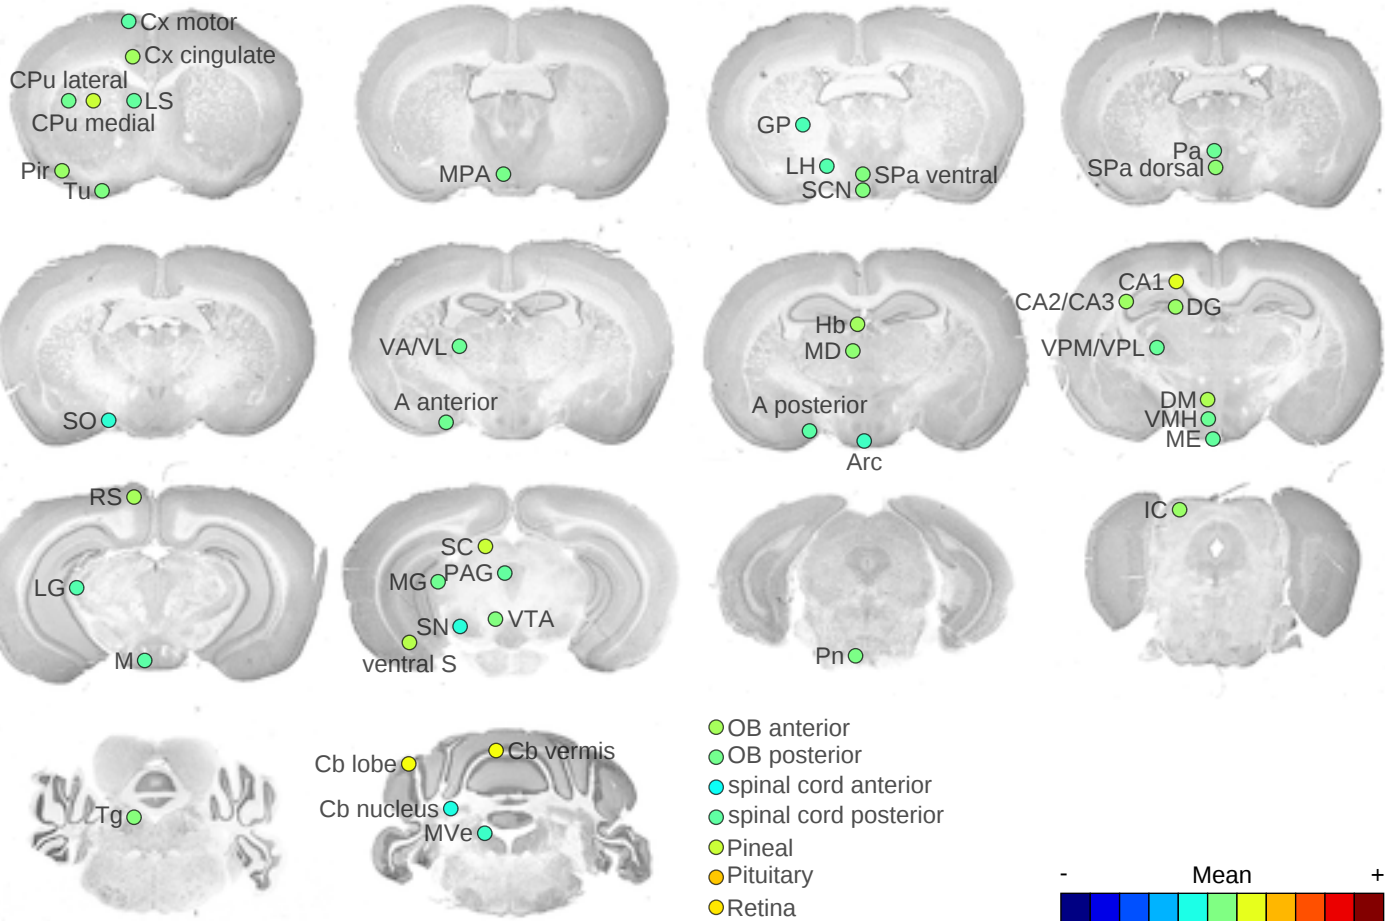 Cx motor
Cx cingulate
CPu lateral
LS
CPu medial
Pir
Tu
MPA
GP
LH
SPa ventral
SCN
Pa
SPa dorsal
SO
VA/VL
A anterior
Hb
MD
A posterior
Arc
CA1
CA2/CA3
DG
VPM/VPL
DM
VMH
ME
RS
LG
M
SC
MG
PAG
SN
VTA
ventral S
Pn
IC
Tg
Cb lobe
Cb vermis
Cb nucleus
MVe
OB anterior
OB posterior
spinal cord anterior
spinal cord posterior
Pineal
Pituitary
Retina
- Mean +